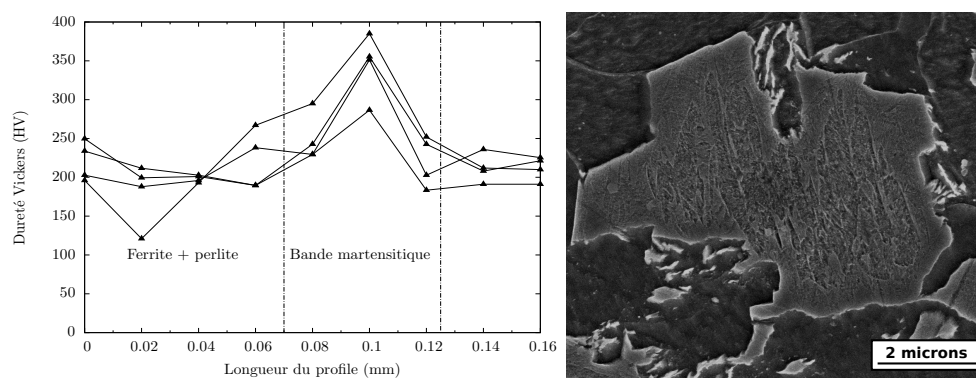 400
350
300
250
200
150
100
50
0
Dureté Vickers (HV)
Ferrite + perlite
Bande martensitique
0 0.02 0.04 0.06 0.08 0.1 0.12 0.14 0.16
Longueur du profile (mm)
2 microns